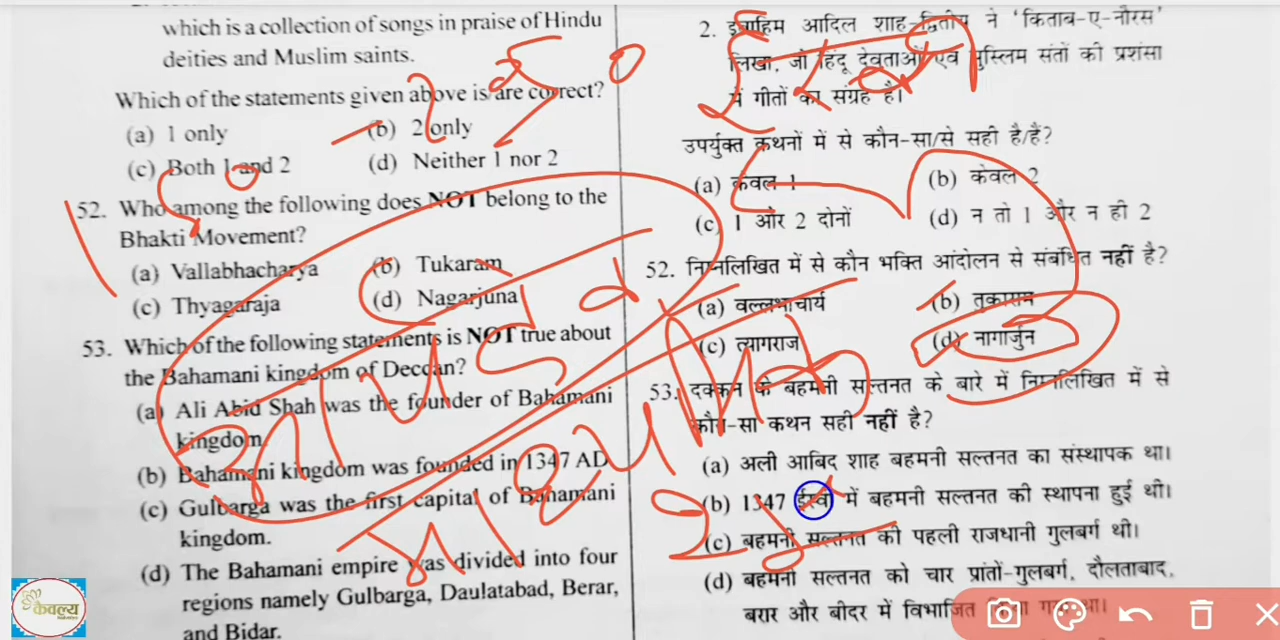 which is a collection of songs in praise of Hindu
deities and Muslim saints.
Which of the statements given above is/are correct?
(a) 1 only
(b) 2 only
(c) Both 1 and 2
(d) Neither 1 nor 2
52. Who among the following does NOT belong to the
Bhakti Movement?
(a) Vallabhacharya
(b) Tukaram
(c) Thyagaraja
(d) Nagarjuna
53. Which of the following statements is NOT true about
the Bahamani kingdom of Deccan?
(a) Ali Abid Shah was the founder of Bahamani
kingdom.
(b) Bahamani kingdom was founded in 1347 AD
(c) Gulbarga was the first capital of Bahamani
kingdom.
(d) The Bahamani empire was divided into four
regions namely Gulbarga, Daulatabad, Berar,
and Bidar.
2. इब्राहिम आदिल शाह-द्वितीय ने 'किताब-ए-नौरस'
लिखा, जो हिंदू देवताओं एवं मुस्लिम संतों की प्रशंसा
में गीतों का संग्रह है।
उपर्युक्त कथनों में से कौन-सा/से सही है/हैं?
(a) केवल 1
(b) केवल 2
(c) 1 और 2 दोनों
(d) न तो 1 और न ही 2
52. निम्नलिखित में से कौन भक्ति आंदोलन से संबंधित नहीं है?
(a) वल्लभाचार्य
(b) तुकाराम
(c) त्यागराज
(d) नागार्जुन
53. दक्कन के बहमनी सल्तनत के बारे में निम्नलिखित में से
कौन-सा कथन सही नहीं है?
(a) अली आबिद शाह बहमनी सल्तनत का संस्थापक था।
(b) 1347 ईस्वी में बहमनी सल्तनत की स्थापना हुई थी।
(c) बहमनी सल्तनत की पहली राजधानी गुलबर्ग थी।
(d) बहमनी सल्तनत को चार प्रांतों-गुलबर्ग, दौलताबाद,
बरार और बीदर में विभाजित किया गया था।
कैवल्य